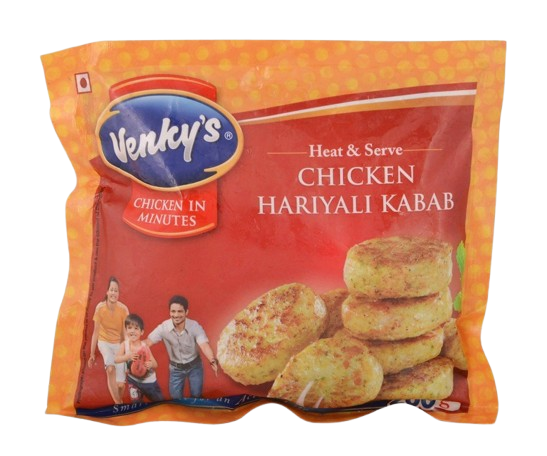 Venky's®
CHICKEN IN
MINUTES
Heat & Serve
CHICKEN
HARIYALI KABAB